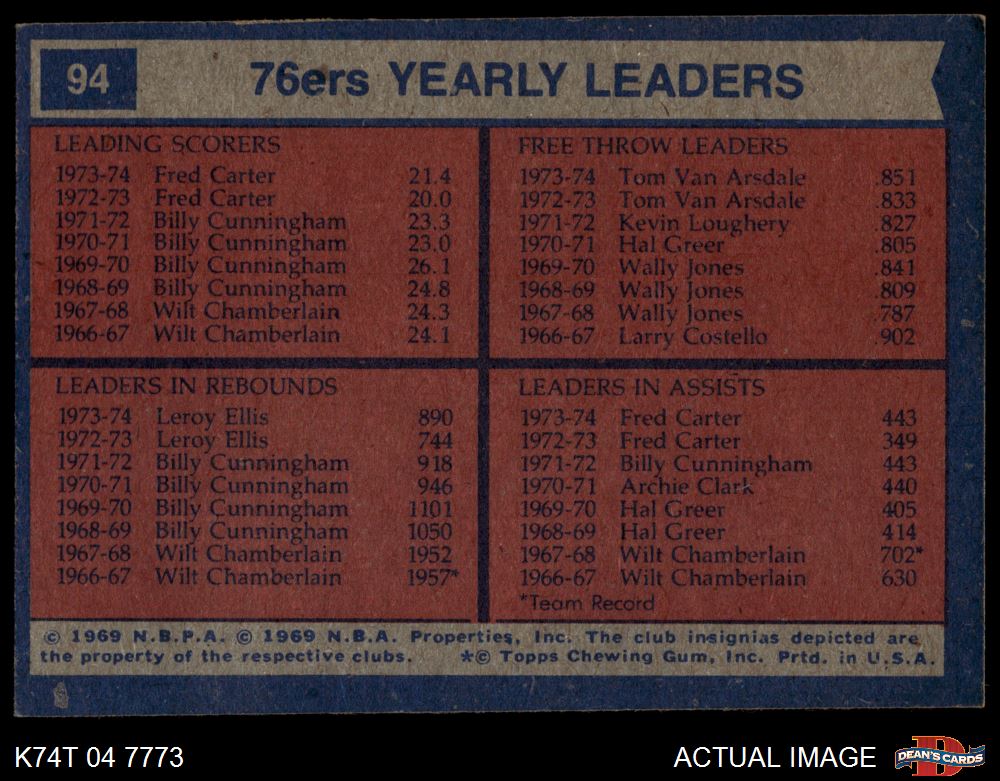 94 76ers YEARLY LEADERS
LEADING SCORERS
1973-74 Fred Carter 21.4
1972-73 Fred Carter 20.0
1971-72 Billy Cunningham 23.3
1970-71 Billy Cunningham 23.0
1969-70 Billy Cunningham 26.1
1968-69 Billy Cunningham 24.8
1967-68 Wilt Chamberlain 24.3
1966-67 Wilt Chamberlain 24.1
FREE THROW LEADERS
1973-74 Tom Van Arsdale .851
1972-73 Tom Van Arsdale .833
1971-72 Kevin Loughery .827
1970-71 Hal Greer .805
1969-70 Wally Jones .841
1968-69 Wally Jones .809
1967-68 Wally Jones .787
1966-67 Larry Costello .902
LEADERS IN REBOUNDS
1973-74 Leroy Ellis 890
1972-73 Leroy Ellis 744
1971-72 Billy Cunningham 918
1970-71 Billy Cunningham 946
1969-70 Billy Cunningham 1101
1968-69 Billy Cunningham 1050
1967-68 Wilt Chamberlain 1952
1966-67 Wilt Chamberlain 1957*
LEADERS IN ASSISTS
1973-74 Fred Carter 443
1972-73 Fred Carter 349
1971-72 Billy Cunningham 443
1970-71 Archie Clark 440
1969-70 Hal Greer 405
1968-69 Hal Greer 414
1967-68 Wilt Chamberlain 702*
1966-67 Wilt Chamberlain 630
*Team Record
© 1969 N.B.P.A. © 1969 N.B.A. Properties, Inc. The club insignias depicted are
the property of the respective clubs. *© Topps Chewing Gum, Inc. Prtd. in U.S.A.
K74T 04 7773
ACTUAL IMAGE
D
DEAN'S CARDS